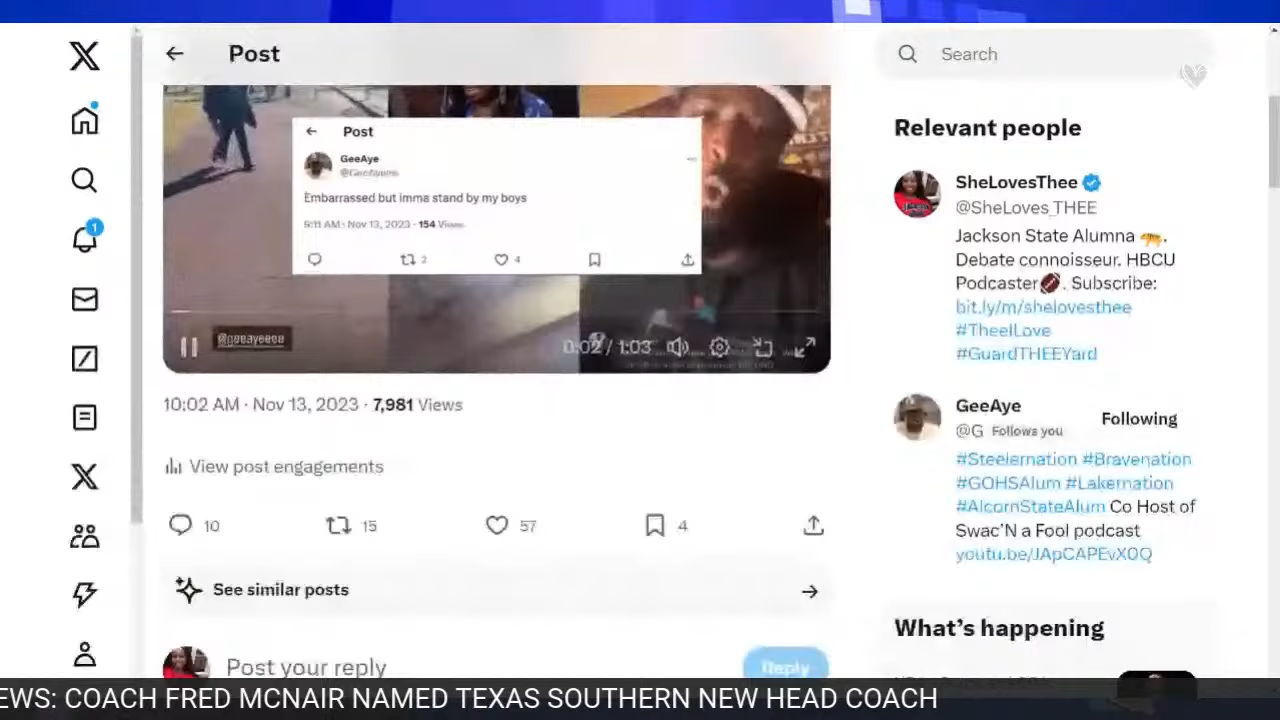 Post
Search
Post
GeeAye
Embarrassed but imma stand by my boys
9:11 AM · Nov 13, 2023 · 154 Views
2
4
@geeayeeee
0:02 / 1:03
10:02 AM · Nov 13, 2023 · 7,981 Views
View post engagements
10
15
57
4
See similar posts
Post your reply
Reply
1
Relevant people
SheLovesThee
@SheLoves_THEE
Jackson State Alumna 🐅.
Debate connoisseur. HBCU
Podcaster🏈. Subscribe:
bit.ly/m/shelovesthee
#TheeILove
#GuardTHEEYard
GeeAye
@G Follows you
Following
#Steelernation #Bravenation
#GOHSAlum #Lakernation
#AlcornStateAlum Co Host of
Swac'N a Fool podcast
youtu.be/JApCAPEvX0Q
What's happening
EWS: COACH FRED MCNAIR NAMED TEXAS SOUTHERN NEW HEAD COACH